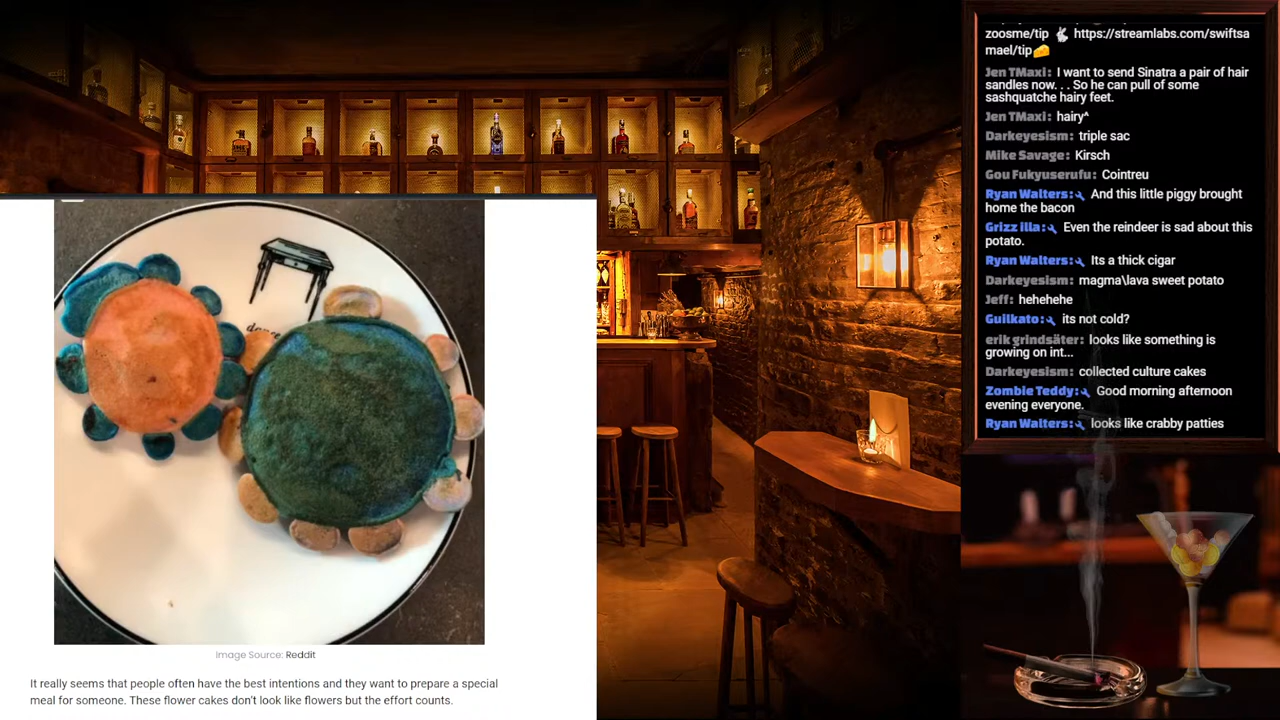 zoosme/tip 🐇 https://streamlabs.com/swiftsa
mael/tip🧀
Jen TMaxi: I want to send Sinatra a pair of hair
sandles now. . . So he can pull of some
sashquatche hairy feet.
Jen TMaxi: hairy^
Darkeyesism: triple sac
Mike Savage: Kirsch
Gou Fukyuserufu: Cointreu
Ryan Walters: And this little piggy brought
home the bacon
Grizz illa: Even the reindeer is sad about this
potato.
Ryan Walters: Its a thick cigar
Darkeyesism: magma\lava sweet potato
Jeff: hehehehe
Guilkato: its not cold?
erik grindsäter: looks like something is
growing on int...
Darkeyesism: collected culture cakes
Zombie Teddy: Good morning afternoon
evening everyone.
Ryan Walters: looks like crabby patties
Image Source: Reddit
It really seems that people often have the best intentions and they want to prepare a special
meal for someone. These flower cakes don't look like flowers but the effort counts.